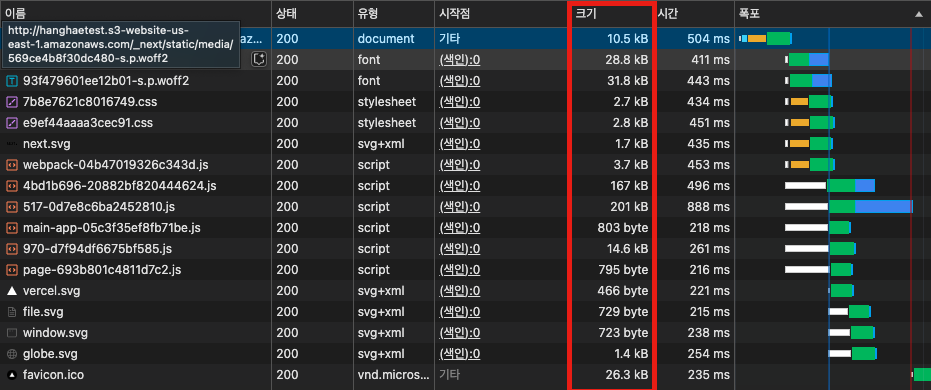 이름 상태 유형 시작점 크기 시간 폭포
http://hanghaetest.s3-website-us-
east-1.amazonaws.com/_next/static/media/
569ce4b8f30dc480-s.p.woff2
az... 200 document 기타 10.5 kB 504 ms
200 font (색인):0 28.8 kB 411 ms
93f479601ee12b01-s.p.woff2 200 font (색인):0 31.8 kB 443 ms
7b8e7621c8016749.css 200 stylesheet (색인):0 2.7 kB 434 ms
e9ef44aaaa3cec91.css 200 stylesheet (색인):0 2.8 kB 451 ms
next.svg 200 svg+xml (색인):0 1.7 kB 435 ms
webpack-04b47019326c343d.js 200 script (색인):0 3.7 kB 453 ms
4bd1b696-20882bf820444624.js 200 script (색인):0 167 kB 496 ms
517-0d7e8c6ba2452810.js 200 script (색인):0 201 kB 888 ms
main-app-05c3f35ef8fb71be.js 200 script (색인):0 803 byte 218 ms
970-d7f94df6675bf585.js 200 script (색인):0 14.6 kB 261 ms
page-693b801c4811d7c2.js 200 script (색인):0 795 byte 216 ms
vercel.svg 200 svg+xml (색인):0 466 byte 221 ms
file.svg 200 svg+xml (색인):0 729 byte 215 ms
window.svg 200 svg+xml (색인):0 723 byte 238 ms
globe.svg 200 svg+xml (색인):0 1.4 kB 254 ms
favicon.ico 200 vnd.micros... 기타 26.3 kB 235 ms